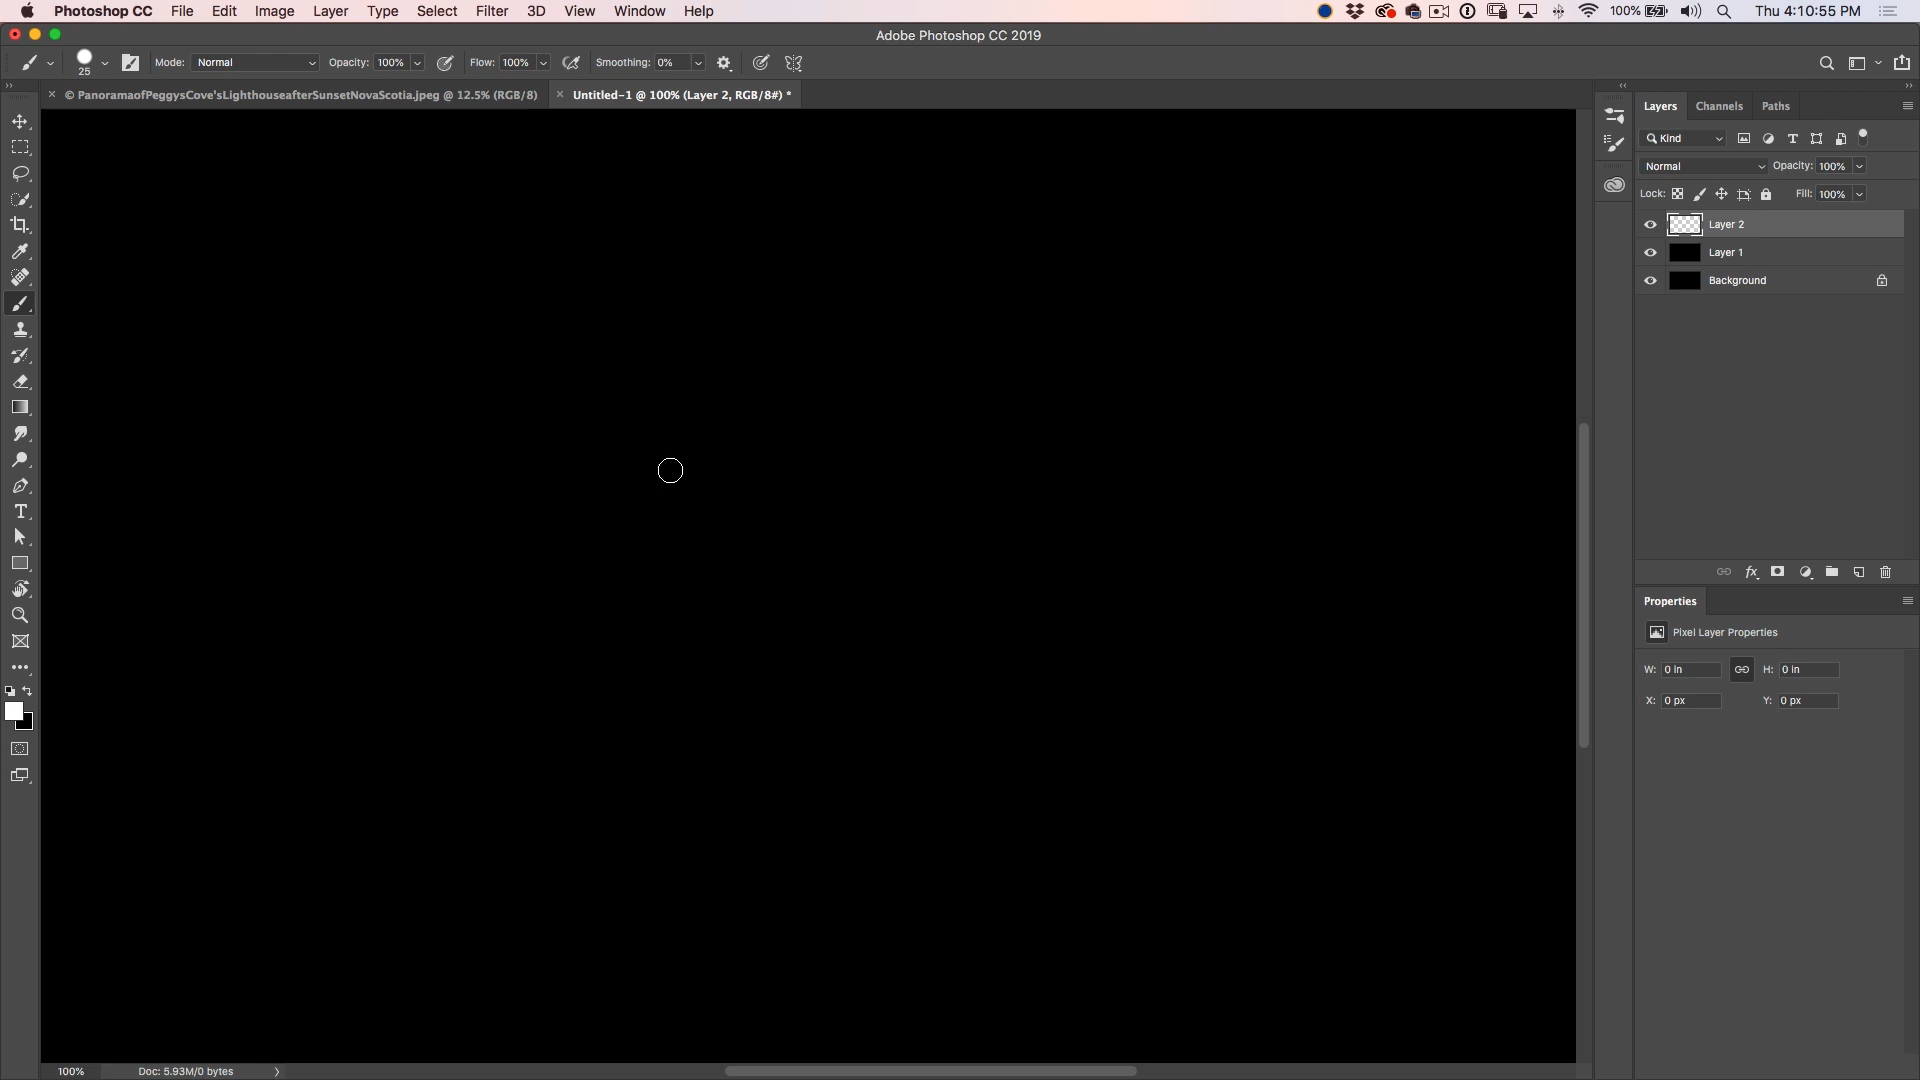 Photoshop CC File Edit Image Layer Type Select Filter 3D View Window Help 100% Thu 4:10:55 PM
Adobe Photoshop CC 2019
25 Mode: Normal Opacity: 100% Flow: 100% Smoothing: 0%
© PanoramaofPeggysCove'sLighthouseafterSunsetNovaScotia.jpeg @ 12.5% (RGB/8) Untitled-1 @ 100% (Layer 2, RGB/8#) *
Layers Channels Paths
Kind
Normal Opacity: 100%
Lock: Fill: 100%
Layer 2
Layer 1
Background
fx
Properties
Pixel Layer Properties
W: 0 in H: 0 in
X: 0 px Y: 0 px
100% Doc: 5.93M/0 bytes